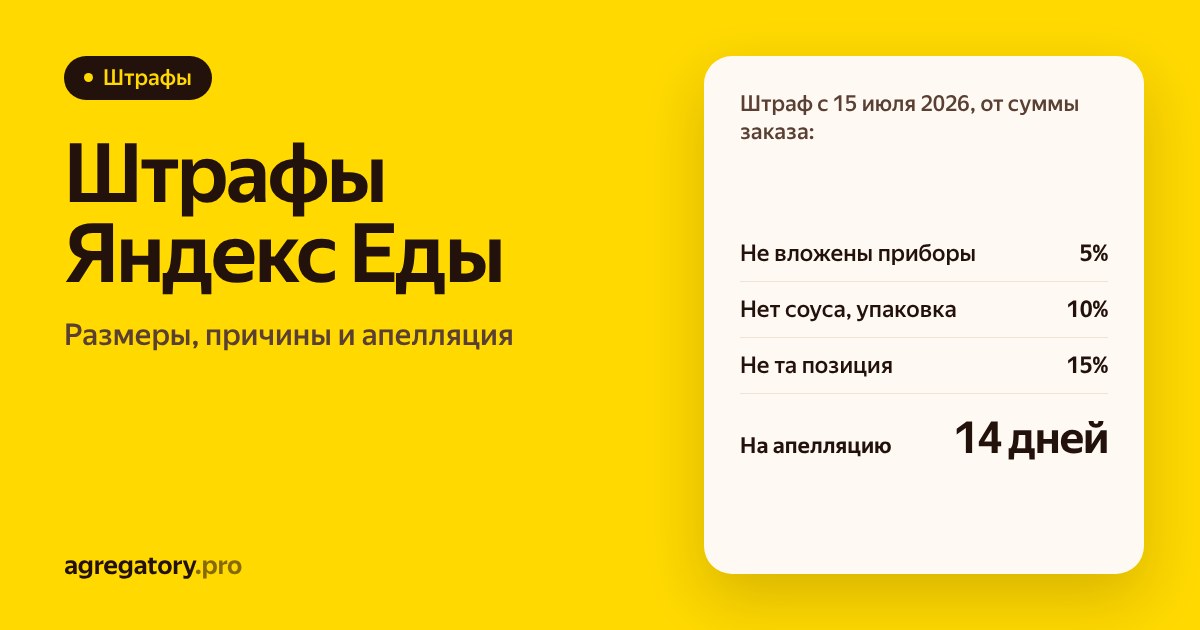 Штрафы
Штрафы
Яндекс Еды
Размеры, причины и апелляция
agregatory.pro
Штраф с 15 июля 2026, от суммы
заказа:
Не вложены приборы 5%
Нет соуса, упаковка 10%
Не та позиция 15%
На апелляцию 14 дней